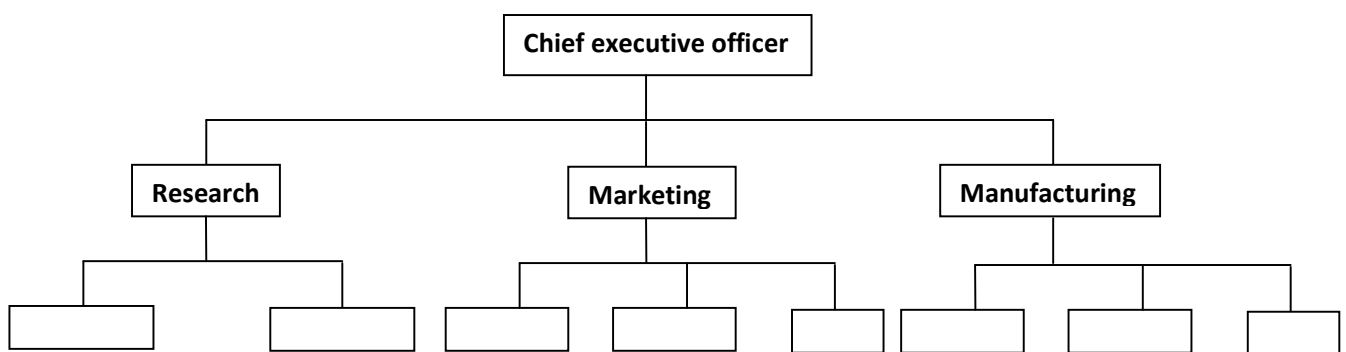 Chief executive officer
Research
Marketing
Manufacturing